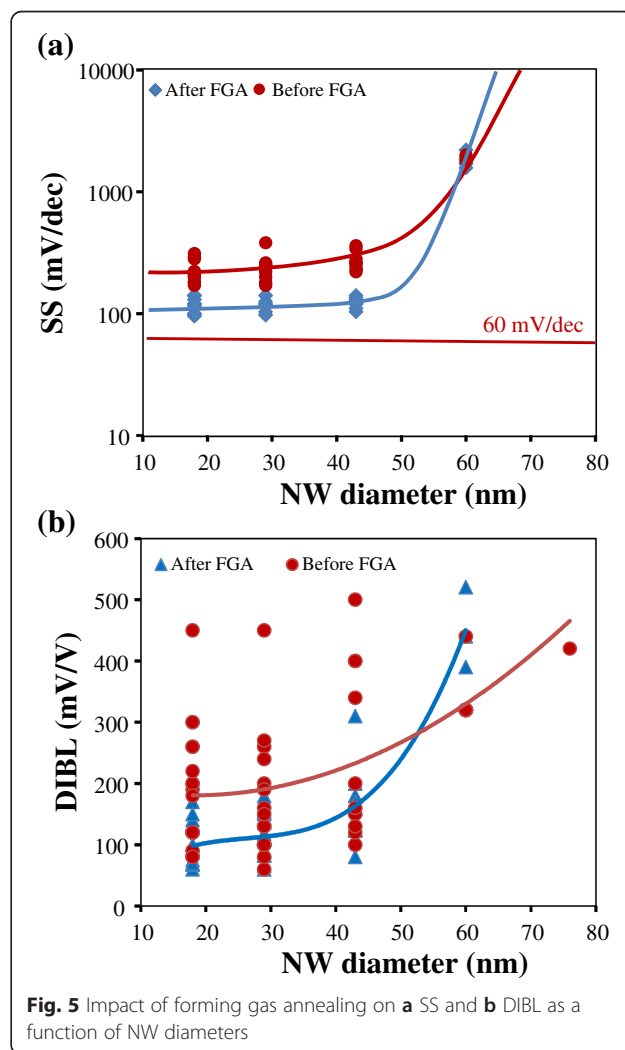 (a)
10000
After FGA Before FGA
1000
SS (mV/dec)
100
60 mV/dec
10
10 20 30 40 50 60 70 80
NW diameter (nm)
(b)
600
After FGA Before FGA
500
400
DIBL (mV/V)
300
200
100
0
10 20 30 40 50 60 70 80
NW diameter (nm)
Fig. 5 Impact of forming gas annealing on a SS and b DIBL as a
function of NW diameters